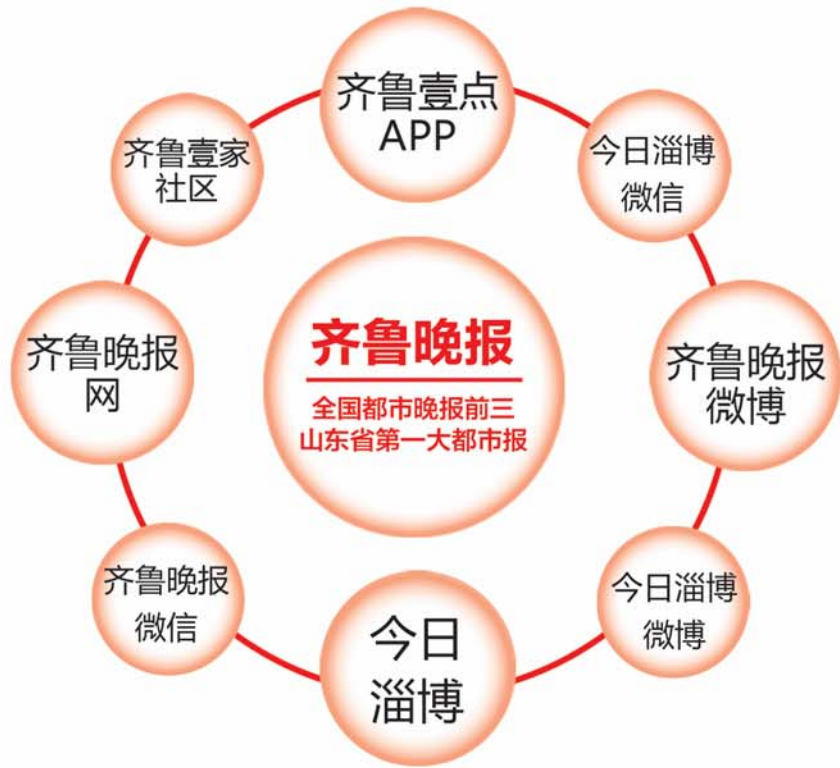 齐鲁壹点
APP
今日淄博
微信
齐鲁晚报
微博
今日淄博
微博
今日
淄博
齐鲁晚报
微信
齐鲁晚报
网
齐鲁壹家
社区
齐鲁晚报
全国都市晚报前三
山东省第一大都市报